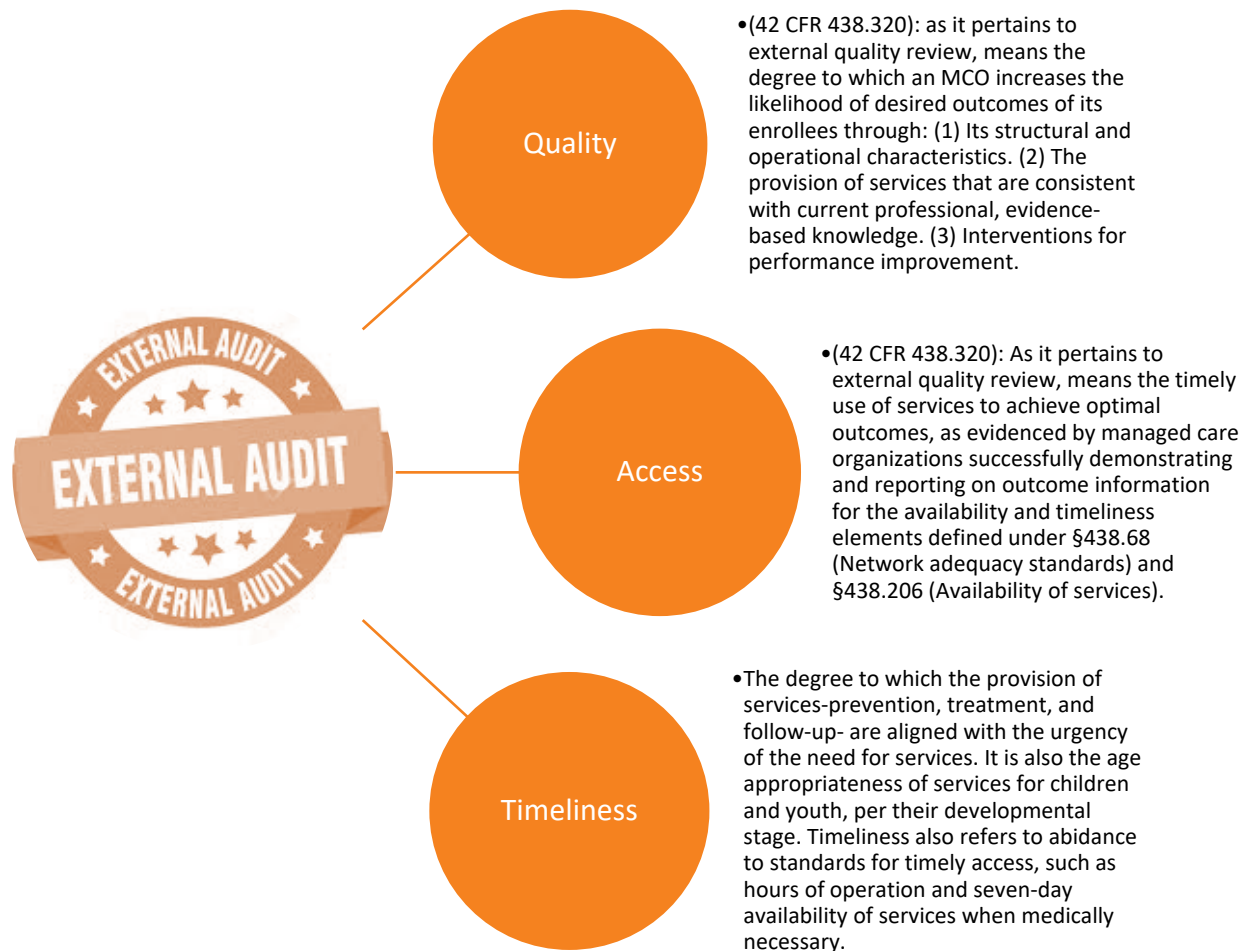 Quality
•(42 CFR 438.320): as it pertains to
external quality review, means the
degree to which an MCO increases the
likelihood of desired outcomes of its
enrollees through: (1) Its structural and
operational characteristics. (2) The
provision of services that are consistent
with current professional, evidence-
based knowledge. (3) Interventions for
performance improvement.
EXTERNAL AUDIT
EXTERNAL AUDIT
EXTERNAL AUDIT
Access
•(42 CFR 438.320): As it pertains to
external quality review, means the timely
use of services to achieve optimal
outcomes, as evidenced by managed care
organizations successfully demonstrating
and reporting on outcome information
for the availability and timeliness
elements defined under §438.68
(Network adequacy standards) and
§438.206 (Availability of services).
Timeliness
•The degree to which the provision of
services-prevention, treatment, and
follow-up- are aligned with the urgency
of the need for services. It is also the age
appropriateness of services for children
and youth, per their developmental
stage. Timeliness also refers to abidance
to standards for timely access, such as
hours of operation and seven-day
availability of services when medically
necessary.